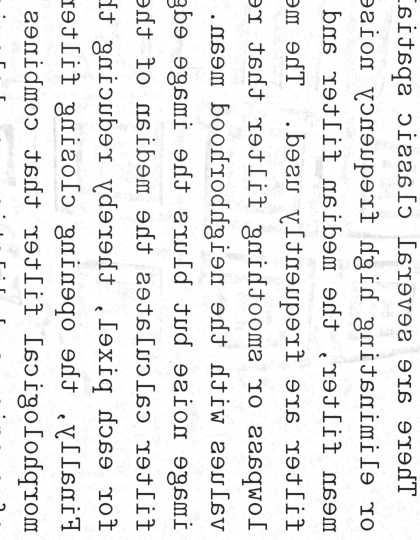 There are several classic spatia
or eliminating high frequency noise
mean filter, the median filter and
filter are frequently used. The me
lowpass or smoothing filter that re
values with the neighborhood mean.
image noise but blurs the image edg
filter calculates the median of the
for each pixel, thereby reducing th
Finally, the opening closing filter
morphological filter that combines